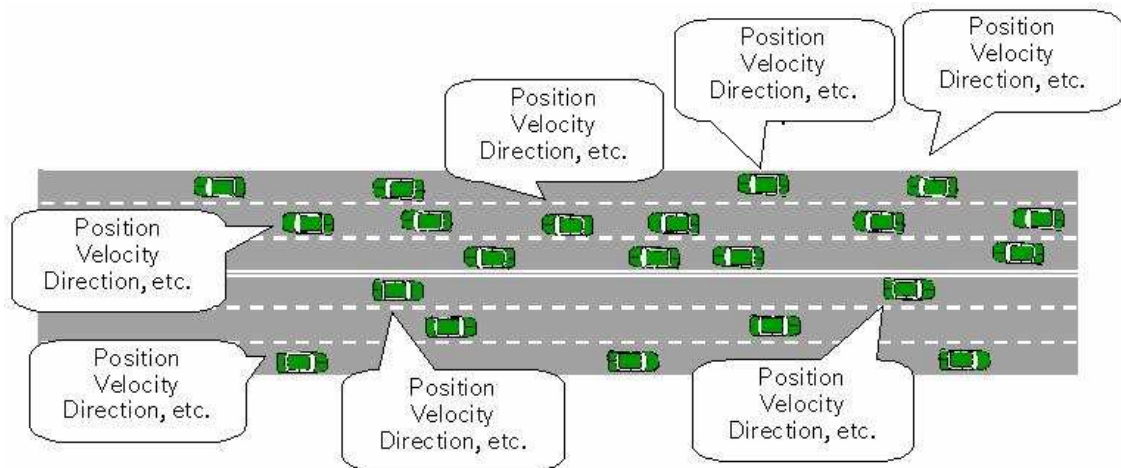 Position
Velocity
Direction, etc.
Position
Velocity
Direction, etc.
Position
Velocity
Direction, etc.
Position
Velocity
Direction, etc.
Position
Velocity
Direction, etc.
Position
Velocity
Direction, etc.
Position
Velocity
Direction, etc.